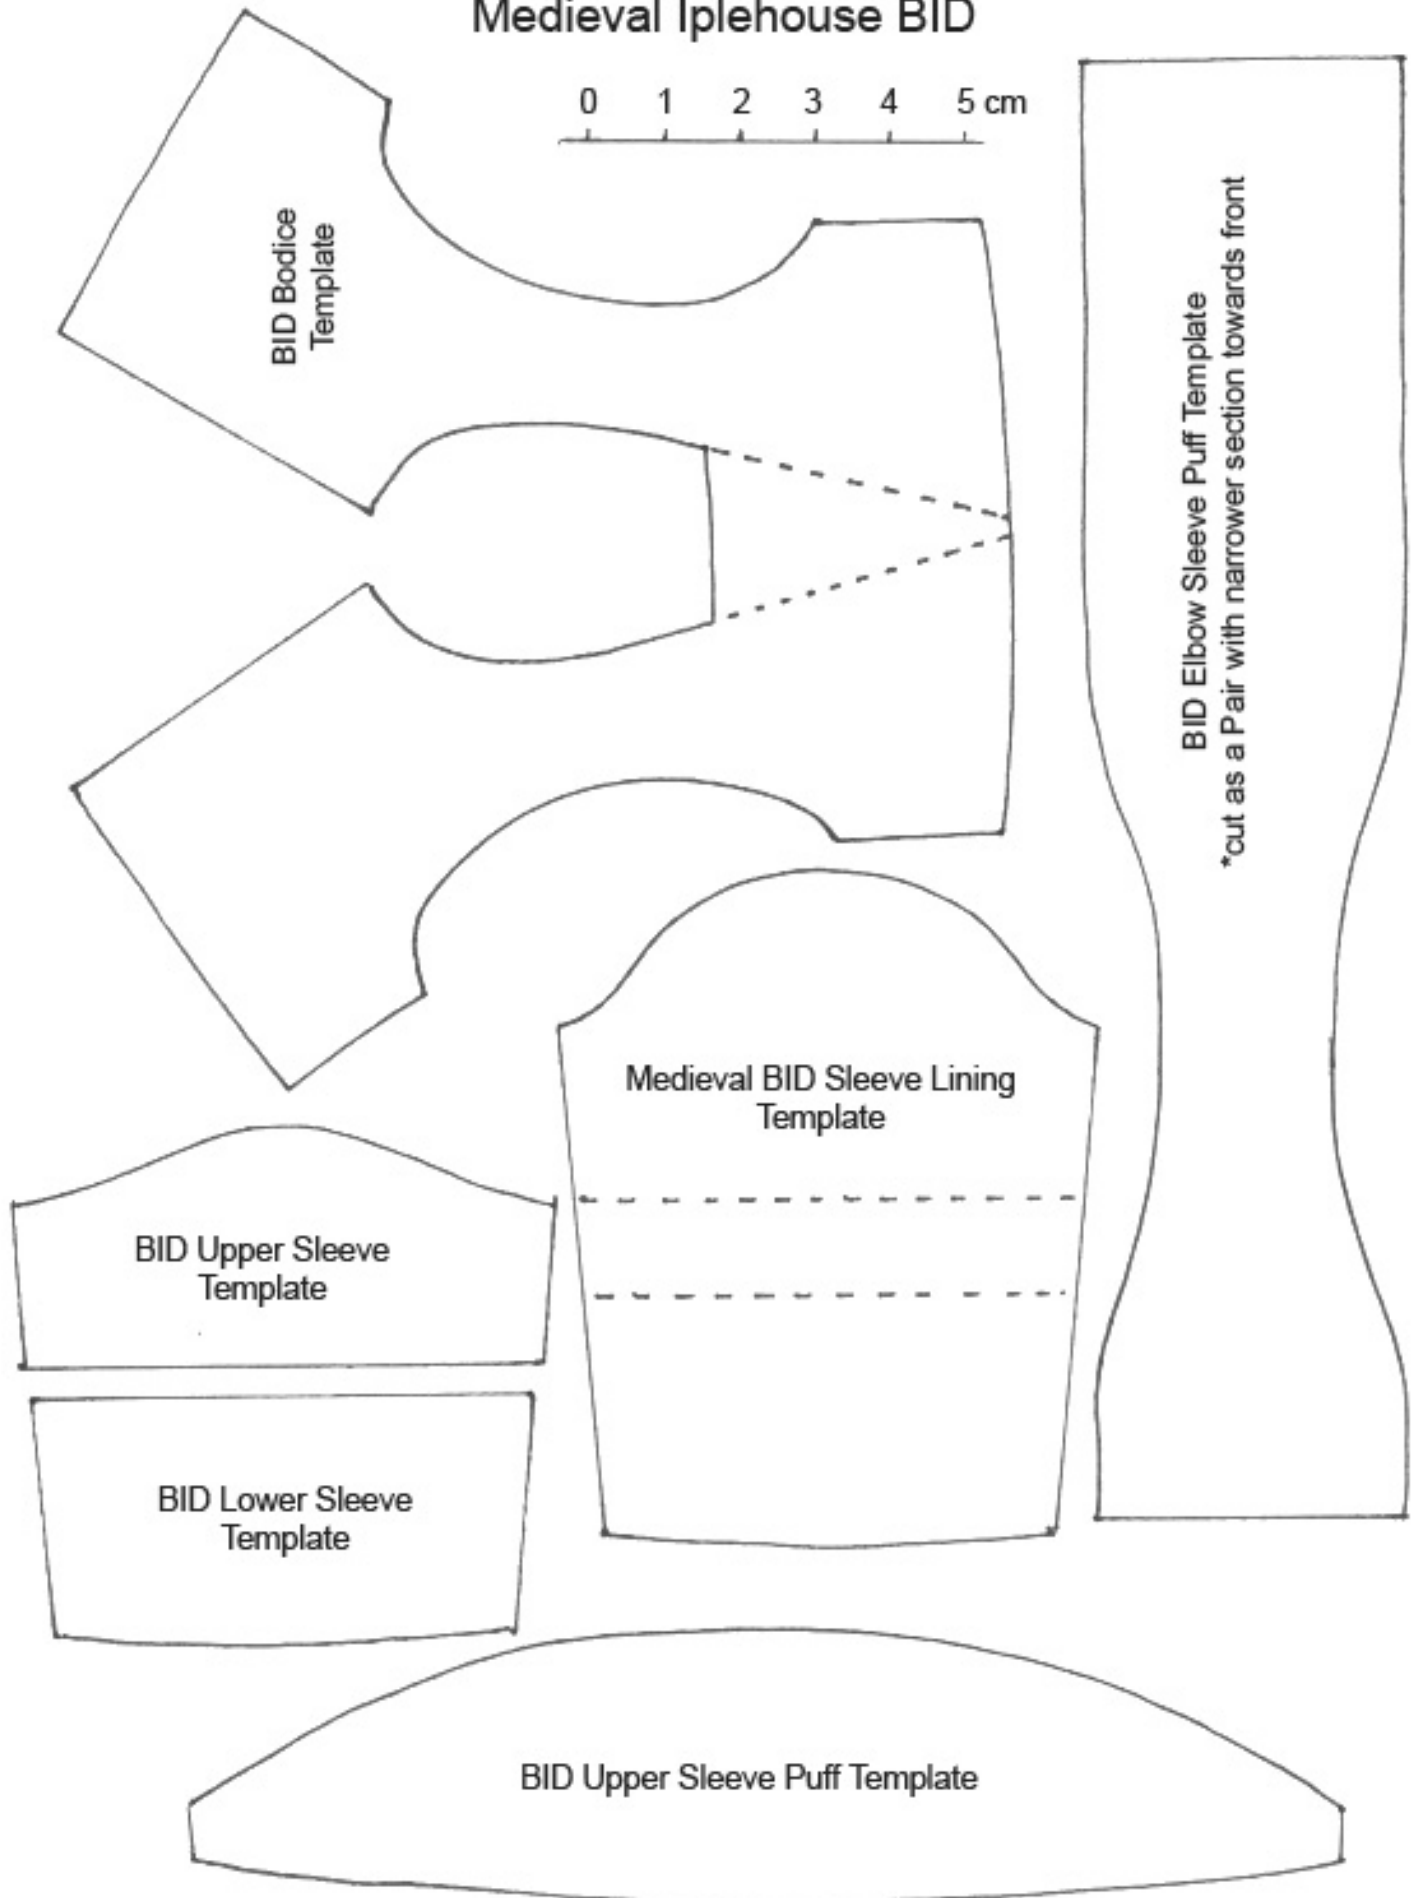 Medieval Iplehouse BID
0 1 2 3 4 5 cm
BID Bodice
Template
BID Elbow Sleeve Puff Template
*cut as a Pair with narrower section towards front
Medieval BID Sleeve Lining
Template
BID Upper Sleeve
Template
BID Lower Sleeve
Template
BID Upper Sleeve Puff Template